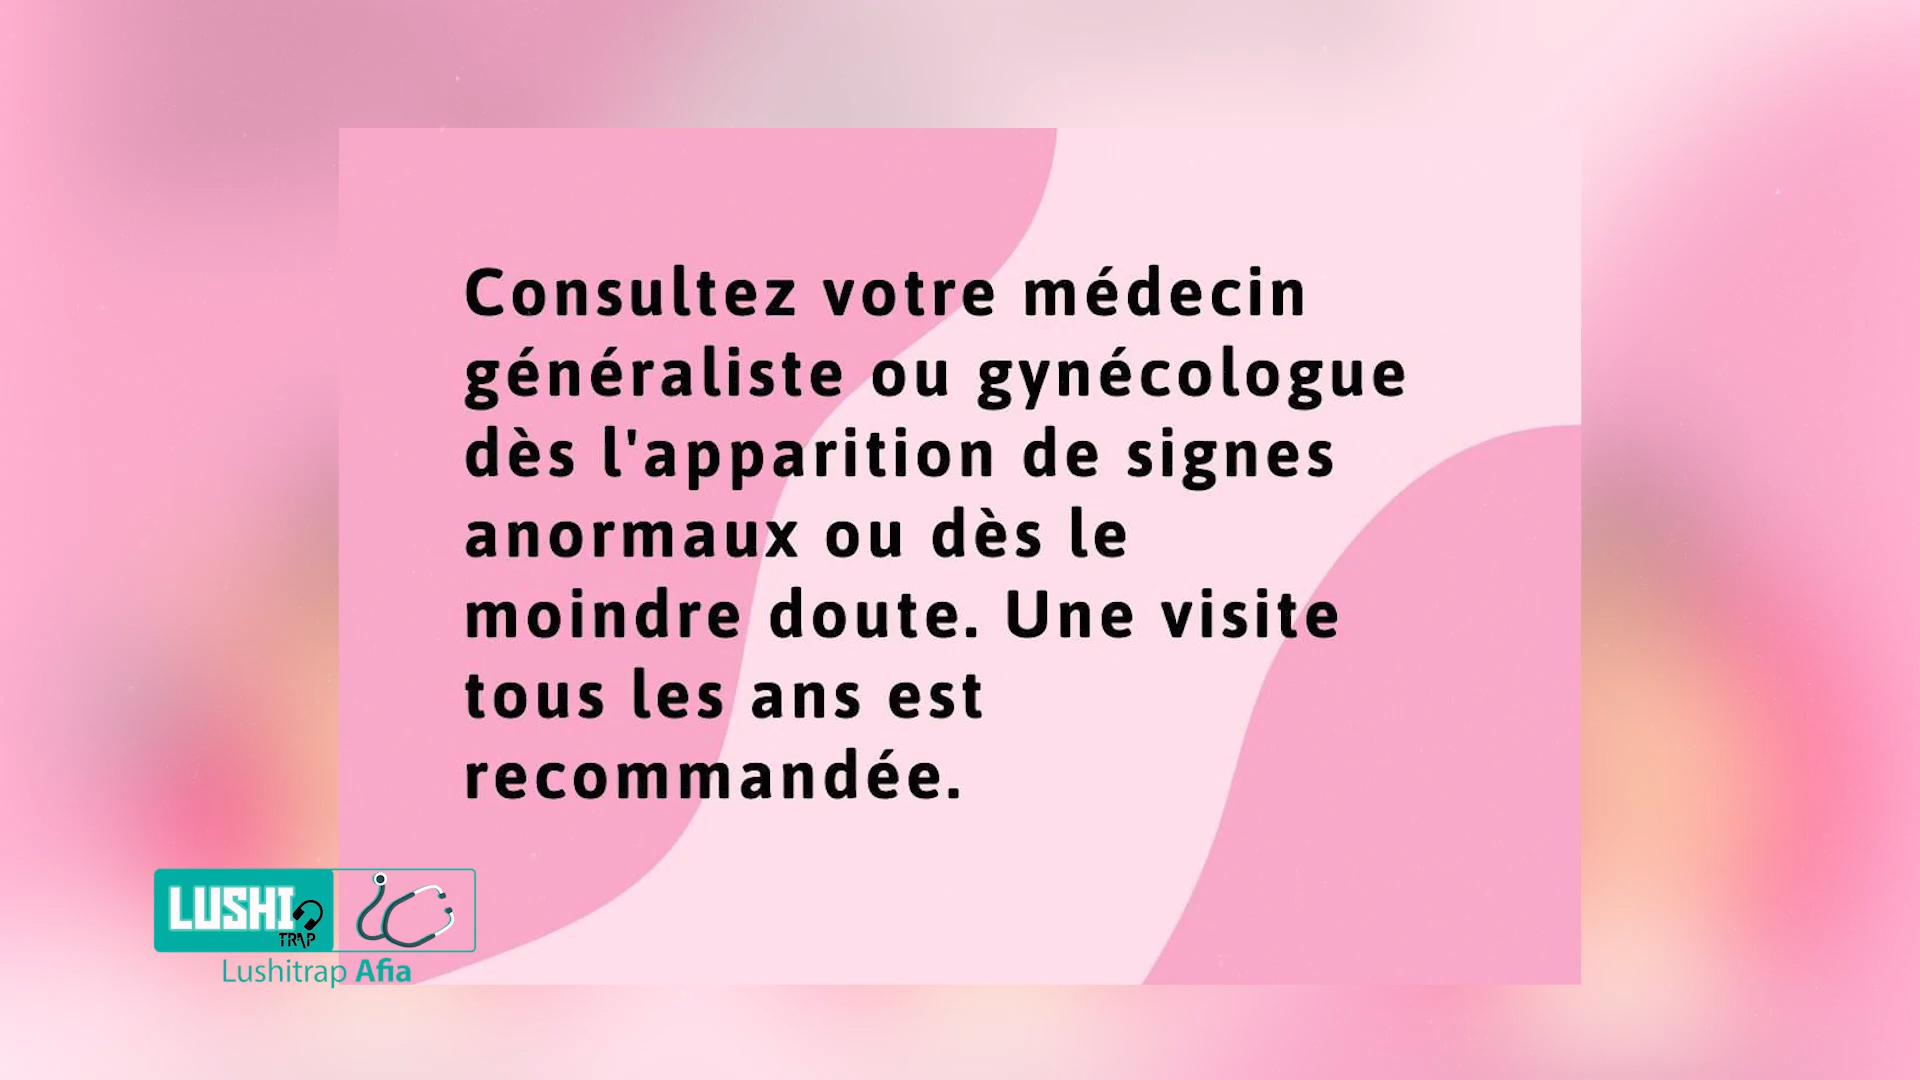 Consultez votre médecin
généraliste ou gynécologue
dès l'apparition de signes
anormaux ou dès le
moindre doute. Une visite
tous les ans est
recommandée.
LUSHI
TRAP
Lushitrap Afia